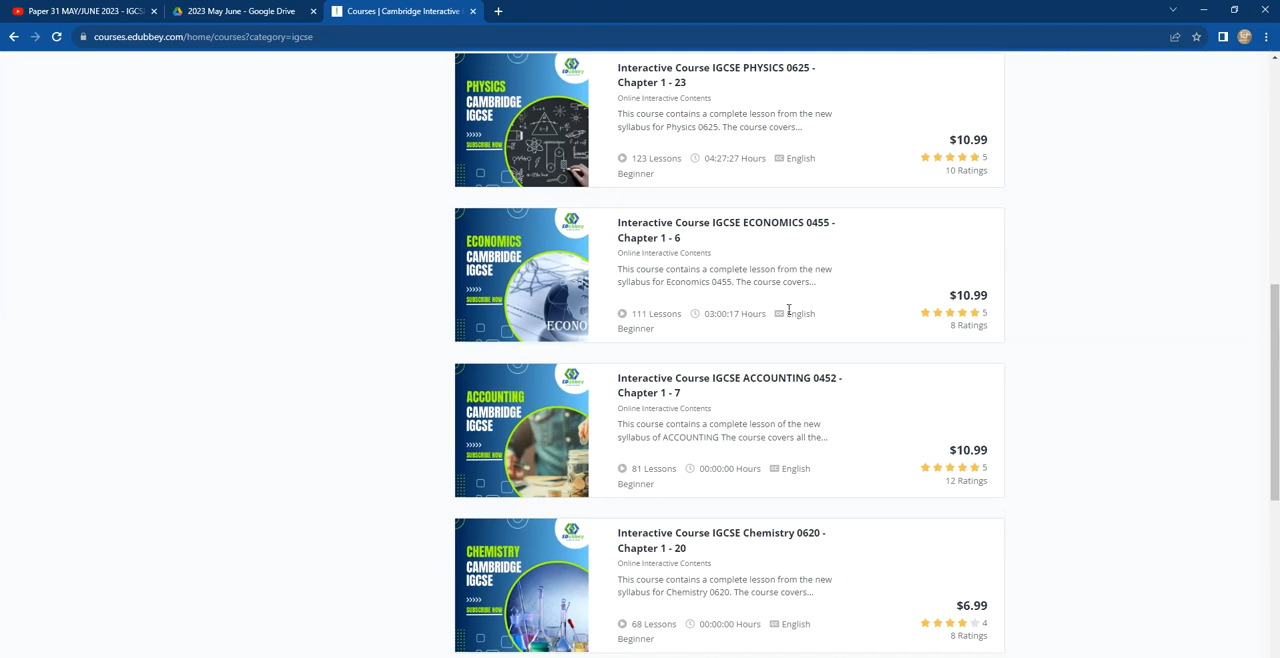 Paper 31 MAY/JUNE 2023 - IGCS
2023 May June - Google Drive
Courses | Cambridge Interactive
courses.edubbey.com/home/courses?category=igcse
PHYSICS
CAMBRIDGE
IGCSE
>>>>>
SUBSCRIBE NOW
EDubbey
Interactive Course IGCSE PHYSICS 0625 -
Chapter 1 - 23
Online Interactive Contents
This course contains a complete lesson from the new
syllabus for Physics 0625. The course covers...
123 Lessons 04:27:27 Hours English
Beginner
$10.99
5
10 Ratings
ECONOMICS
CAMBRIDGE
IGCSE
>>>>>
SUBSCRIBE NOW
EDubbey
ECONO
Interactive Course IGCSE ECONOMICS 0455 -
Chapter 1 - 6
Online Interactive Contents
This course contains a complete lesson from the new
syllabus for Economics 0455. The course covers...
111 Lessons 03:00:17 Hours English
Beginner
$10.99
5
8 Ratings
ACCOUNTING
CAMBRIDGE
IGCSE
>>>>>
SUBSCRIBE NOW
EDubbey
Interactive Course IGCSE ACCOUNTING 0452 -
Chapter 1 - 7
Online Interactive Contents
This course contains a complete lesson of the new
syllabus of ACCOUNTING The course covers all the...
81 Lessons 00:00:00 Hours English
Beginner
$10.99
5
12 Ratings
CHEMISTRY
CAMBRIDGE
IGCSE
>>>>>
SUBSCRIBE NOW
EDubbey
Interactive Course IGCSE Chemistry 0620 -
Chapter 1 - 20
Online Interactive Contents
This course contains a complete lesson from the new
syllabus for Chemistry 0620. The course covers...
68 Lessons 00:00:00 Hours English
Beginner
$6.99
4
8 Ratings